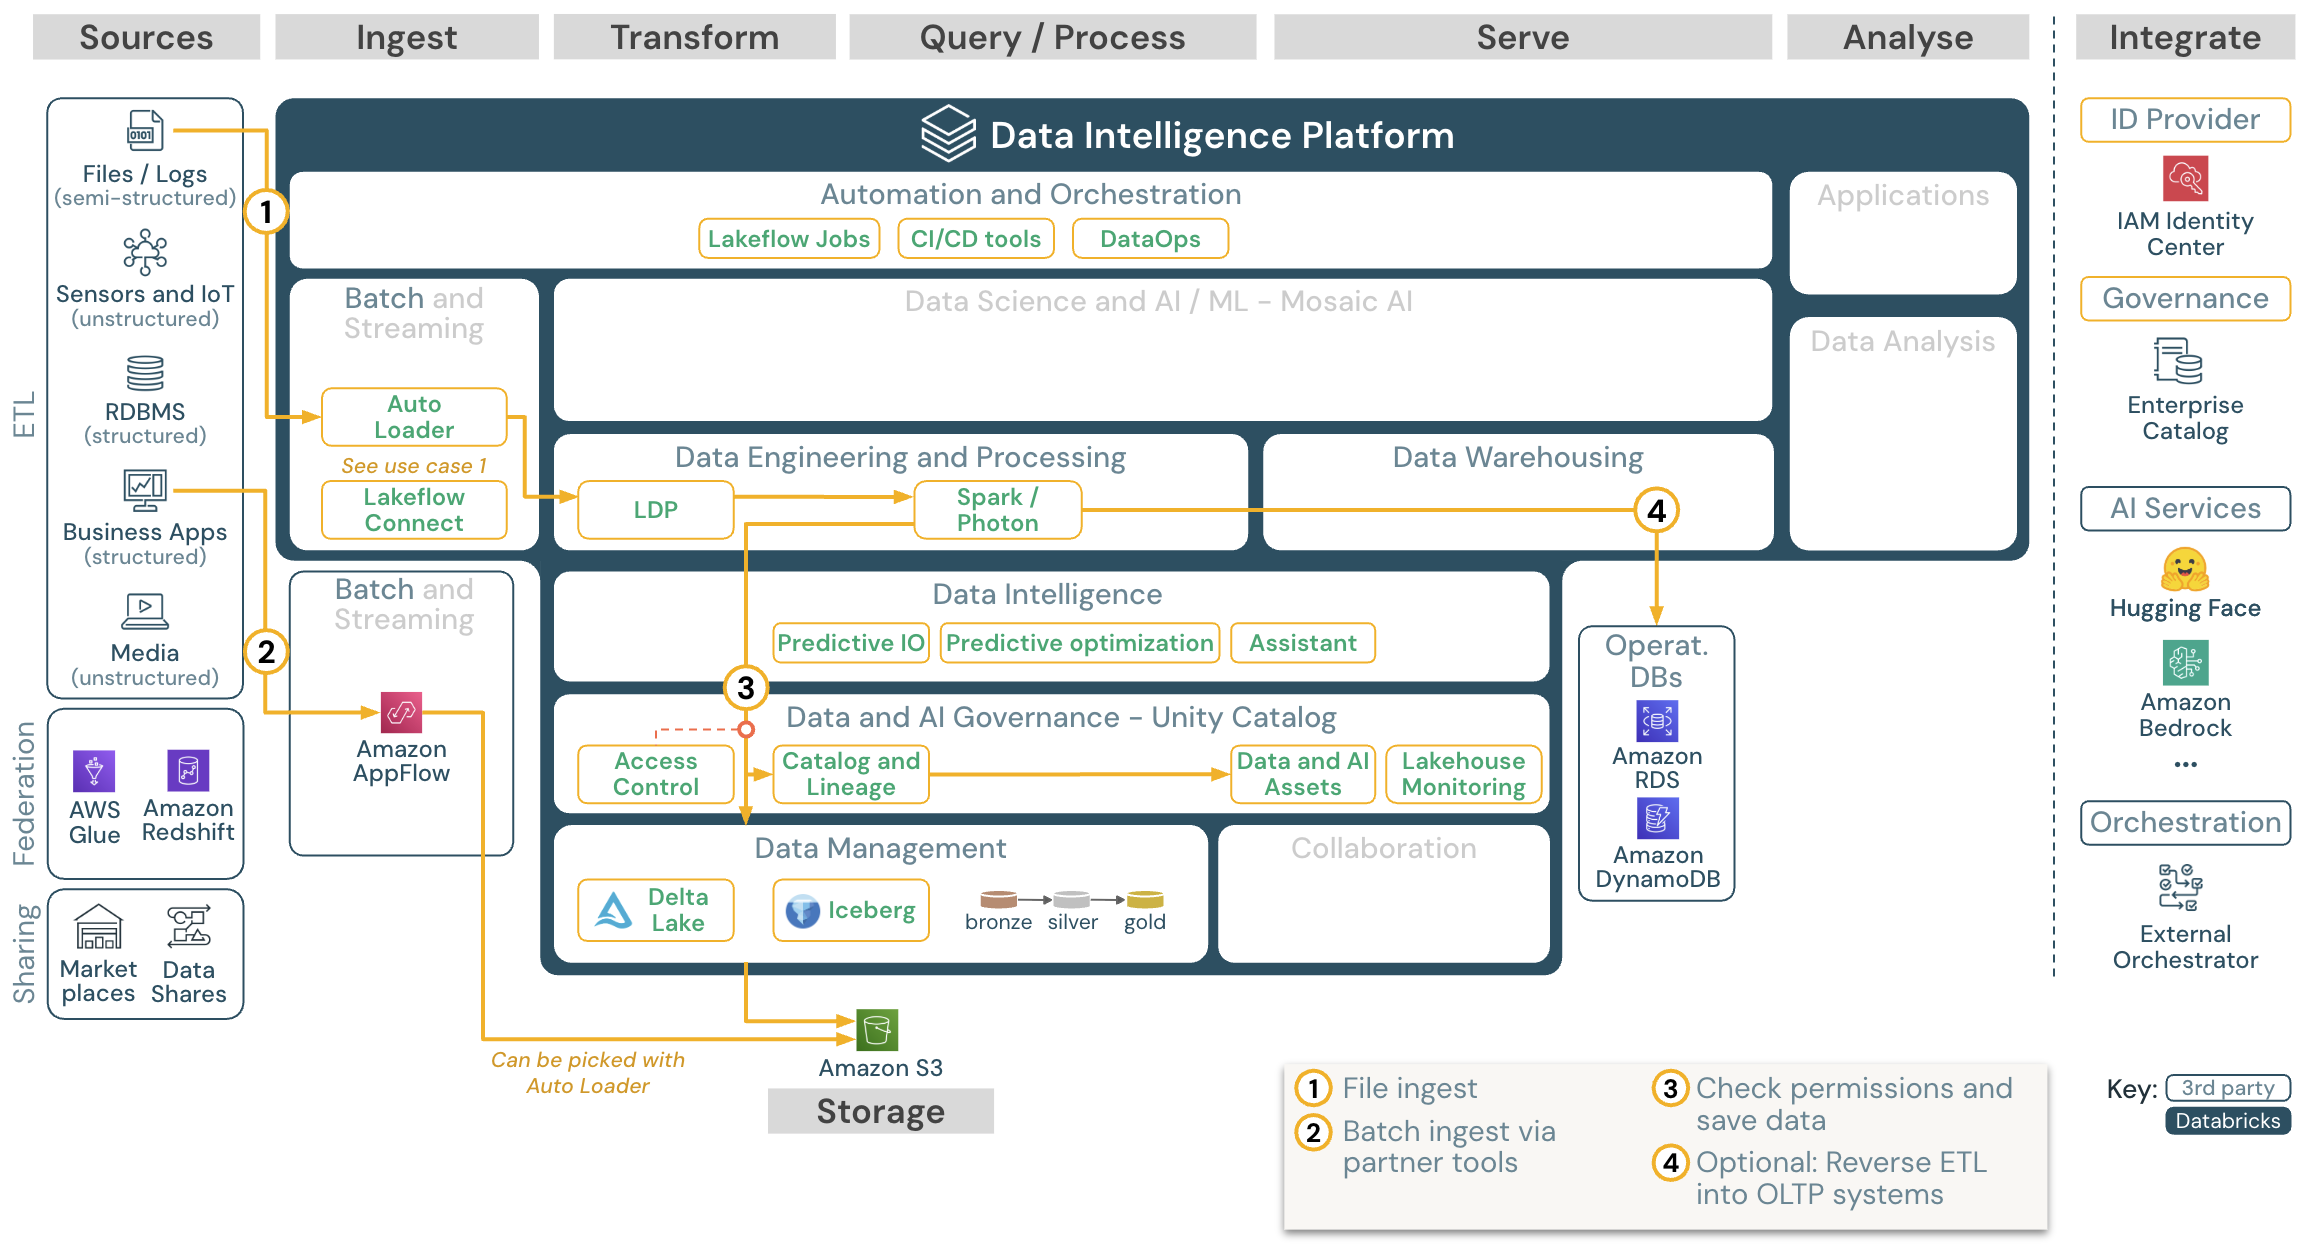 Sources
Ingest
Transform
Query / Process
Serve
Analyse
Integrate
ETL
Files / Logs
(semi-structured)
Sensors and IoT
(unstructured)
RDBMS
(structured)
Business Apps
(structured)
Media
(unstructured)
Federation
AWS
Glue
Amazon
Redshift
Sharing
Market
places
Data
Shares
0101
1
2
Data Intelligence Platform
Automation and Orchestration
Lakeflow Jobs
CI/CD tools
DataOps
Applications
Batch and
Streaming
Auto
Loader
See use case 1
Lakeflow
Connect
Data Science and AI / ML - Mosaic AI
Data Analysis
Data Engineering and Processing
LDP
Spark /
Photon
Data Warehousing
4
Batch and
Streaming
Amazon
AppFlow
Data Intelligence
Predictive IO
Predictive optimization
Assistant
3
Data and AI Governance - Unity Catalog
Access
Control
Catalog and
Lineage
Data and AI
Assets
Lakehouse
Monitoring
Data Management
Delta
Lake
Iceberg
bronze
silver
gold
Collaboration
Operat.
DBs
Amazon
RDS
Amazon
DynamoDB
Can be picked with
Auto Loader
Amazon S3
Storage
ID Provider
IAM Identity
Center
Governance
Enterprise
Catalog
AI Services
Hugging Face
Amazon
Bedrock
...
Orchestration
External
Orchestrator
1 File ingest
2 Batch ingest via
partner tools
3 Check permissions and
save data
4 Optional: Reverse ETL
into OLTP systems
Key: 3rd party
Databricks